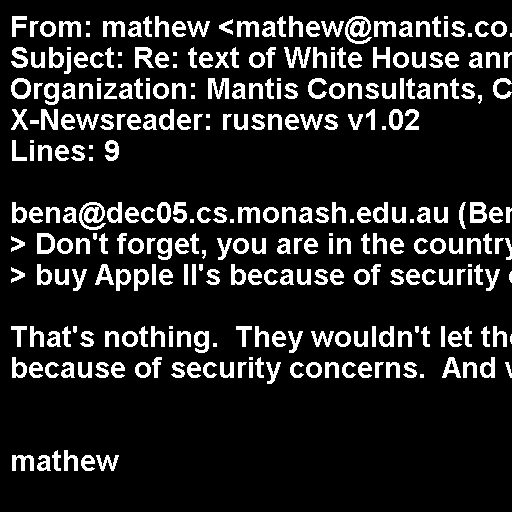 From: mathew <mathew@mantis.co.
Subject: Re: text of White House ann
Organization: Mantis Consultants, C
X-Newsreader: rusnews v1.02
Lines: 9

bena@dec05.cs.monash.edu.au (Ben
> Don't forget, you are in the country
> buy Apple II's because of security

That's nothing.  They wouldn't let the
because of security concerns.  And

mathew